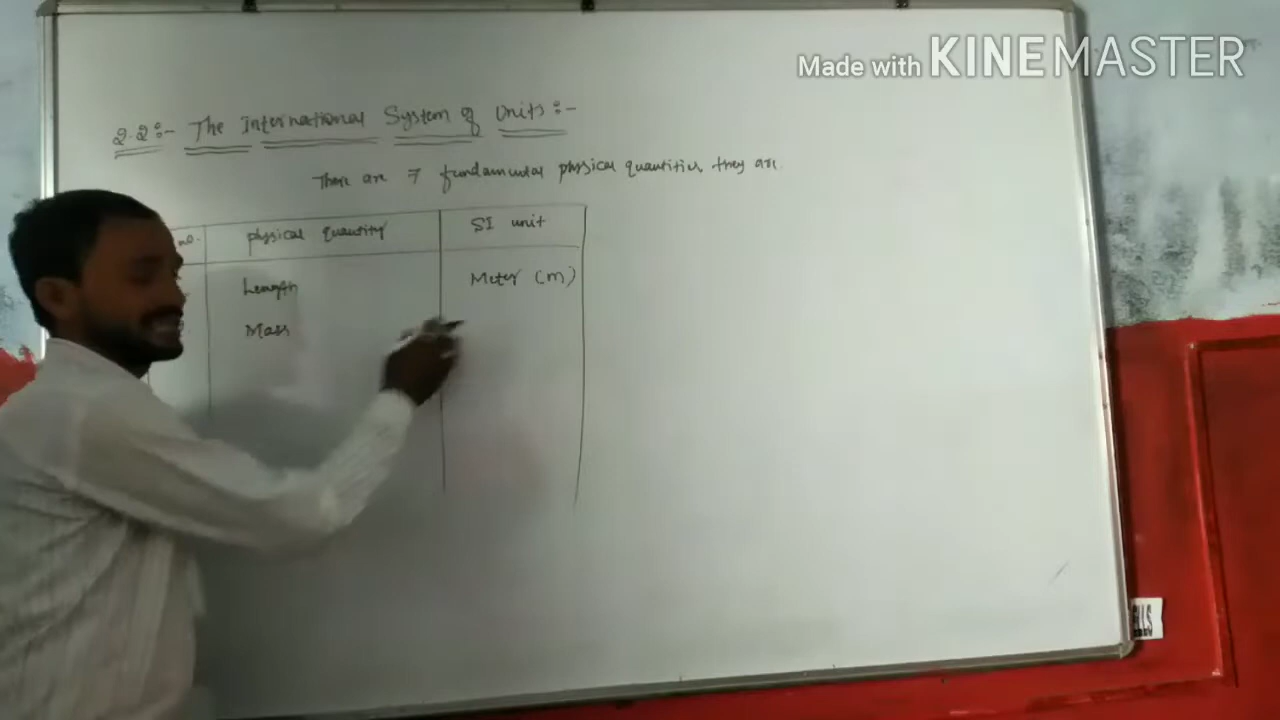 Made with KINEMASTER
2.2:- The International System of Units:-
There are 7 fundamental physical quantities, they are.
no. physical quantity SI unit
Length Meter (m)
Mass